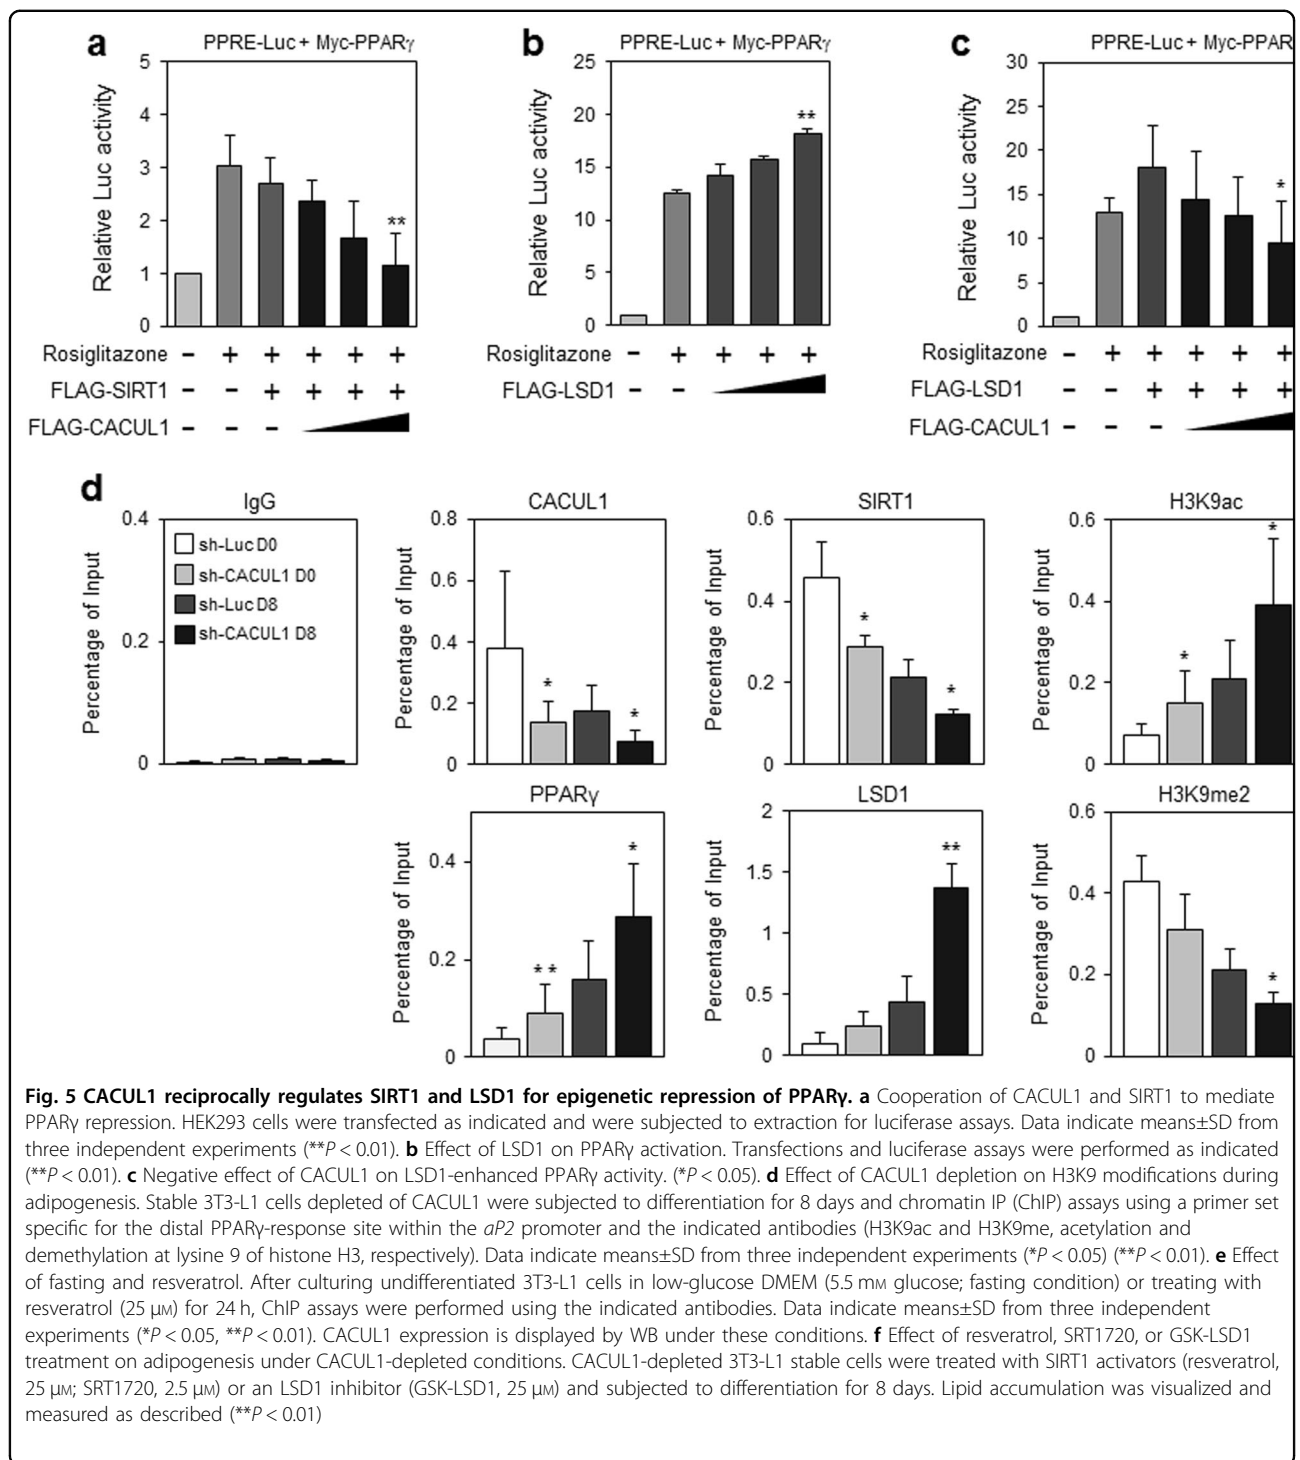 a
PPRE-Luc + Myc-PPARγ
Relative Luc activity
5
4
3
2
1
0
**
Rosiglitazone − + + + + +
FLAG-SIRT1 − − + + + +
FLAG-CACUL1 − − −
b
PPRE-Luc + Myc-PPARγ
Relative Luc activity
25
20
15
10
5
0
**
Rosiglitazone − + + + +
FLAG-LSD1 − −
c
PPRE-Luc + Myc-PPAR
Relative Luc activity
30
25
20
15
10
5
0
*
Rosiglitazone − + + + + +
FLAG-LSD1 − − + + + +
FLAG-CACUL1 − − −
d
IgG
Percentage of Input
0.4
0.2
0
sh-Luc D0
sh-CACUL1 D0
sh-Luc D8
sh-CACUL1 D8
CACUL1
Percentage of Input
0.8
0.6
0.4
0.2
0
* *
SIRT1
Percentage of Input
0.6
0.4
0.2
0
* *
H3K9ac
Percentage of Input
0.6
0.4
0.2
0
* *
PPARγ
Percentage of Input
0.4
0.2
0
** *
LSD1
Percentage of Input
2
1.5
1
0.5
0
**
H3K9me2
Percentage of Input
0.6
0.4
0.2
0
*
Fig. 5 CACUL1 reciprocally regulates SIRT1 and LSD1 for epigenetic repression of PPARγ. a Cooperation of CACUL1 and SIRT1 to mediate
PPARγ repression. HEK293 cells were transfected as indicated and were subjected to extraction for luciferase assays. Data indicate means±SD from
three independent experiments (**P < 0.01). b Effect of LSD1 on PPARγ activation. Transfections and luciferase assays were performed as indicated
(**P < 0.01). c Negative effect of CACUL1 on LSD1-enhanced PPARγ activity. (*P < 0.05). d Effect of CACUL1 depletion on H3K9 modifications during
adipogenesis. Stable 3T3-L1 cells depleted of CACUL1 were subjected to differentiation for 8 days and chromatin IP (ChIP) assays using a primer set
specific for the distal PPARγ-response site within the aP2 promoter and the indicated antibodies (H3K9ac and H3K9me, acetylation and
demethylation at lysine 9 of histone H3, respectively). Data indicate means±SD from three independent experiments (*P < 0.05) (**P < 0.01). e Effect
of fasting and resveratrol. After culturing undifferentiated 3T3-L1 cells in low-glucose DMEM (5.5 mM glucose; fasting condition) or treating with
resveratrol (25 μM) for 24 h, ChIP assays were performed using the indicated antibodies. Data indicate means±SD from three independent
experiments (*P < 0.05, **P < 0.01). CACUL1 expression is displayed by WB under these conditions. f Effect of resveratrol, SRT1720, or GSK-LSD1
treatment on adipogenesis under CACUL1-depleted conditions. CACUL1-depleted 3T3-L1 stable cells were treated with SIRT1 activators (resveratrol,
25 μM; SRT1720, 2.5 μM) or an LSD1 inhibitor (GSK-LSD1, 25 μM) and subjected to differentiation for 8 days. Lipid accumulation was visualized and
measured as described (**P < 0.01)